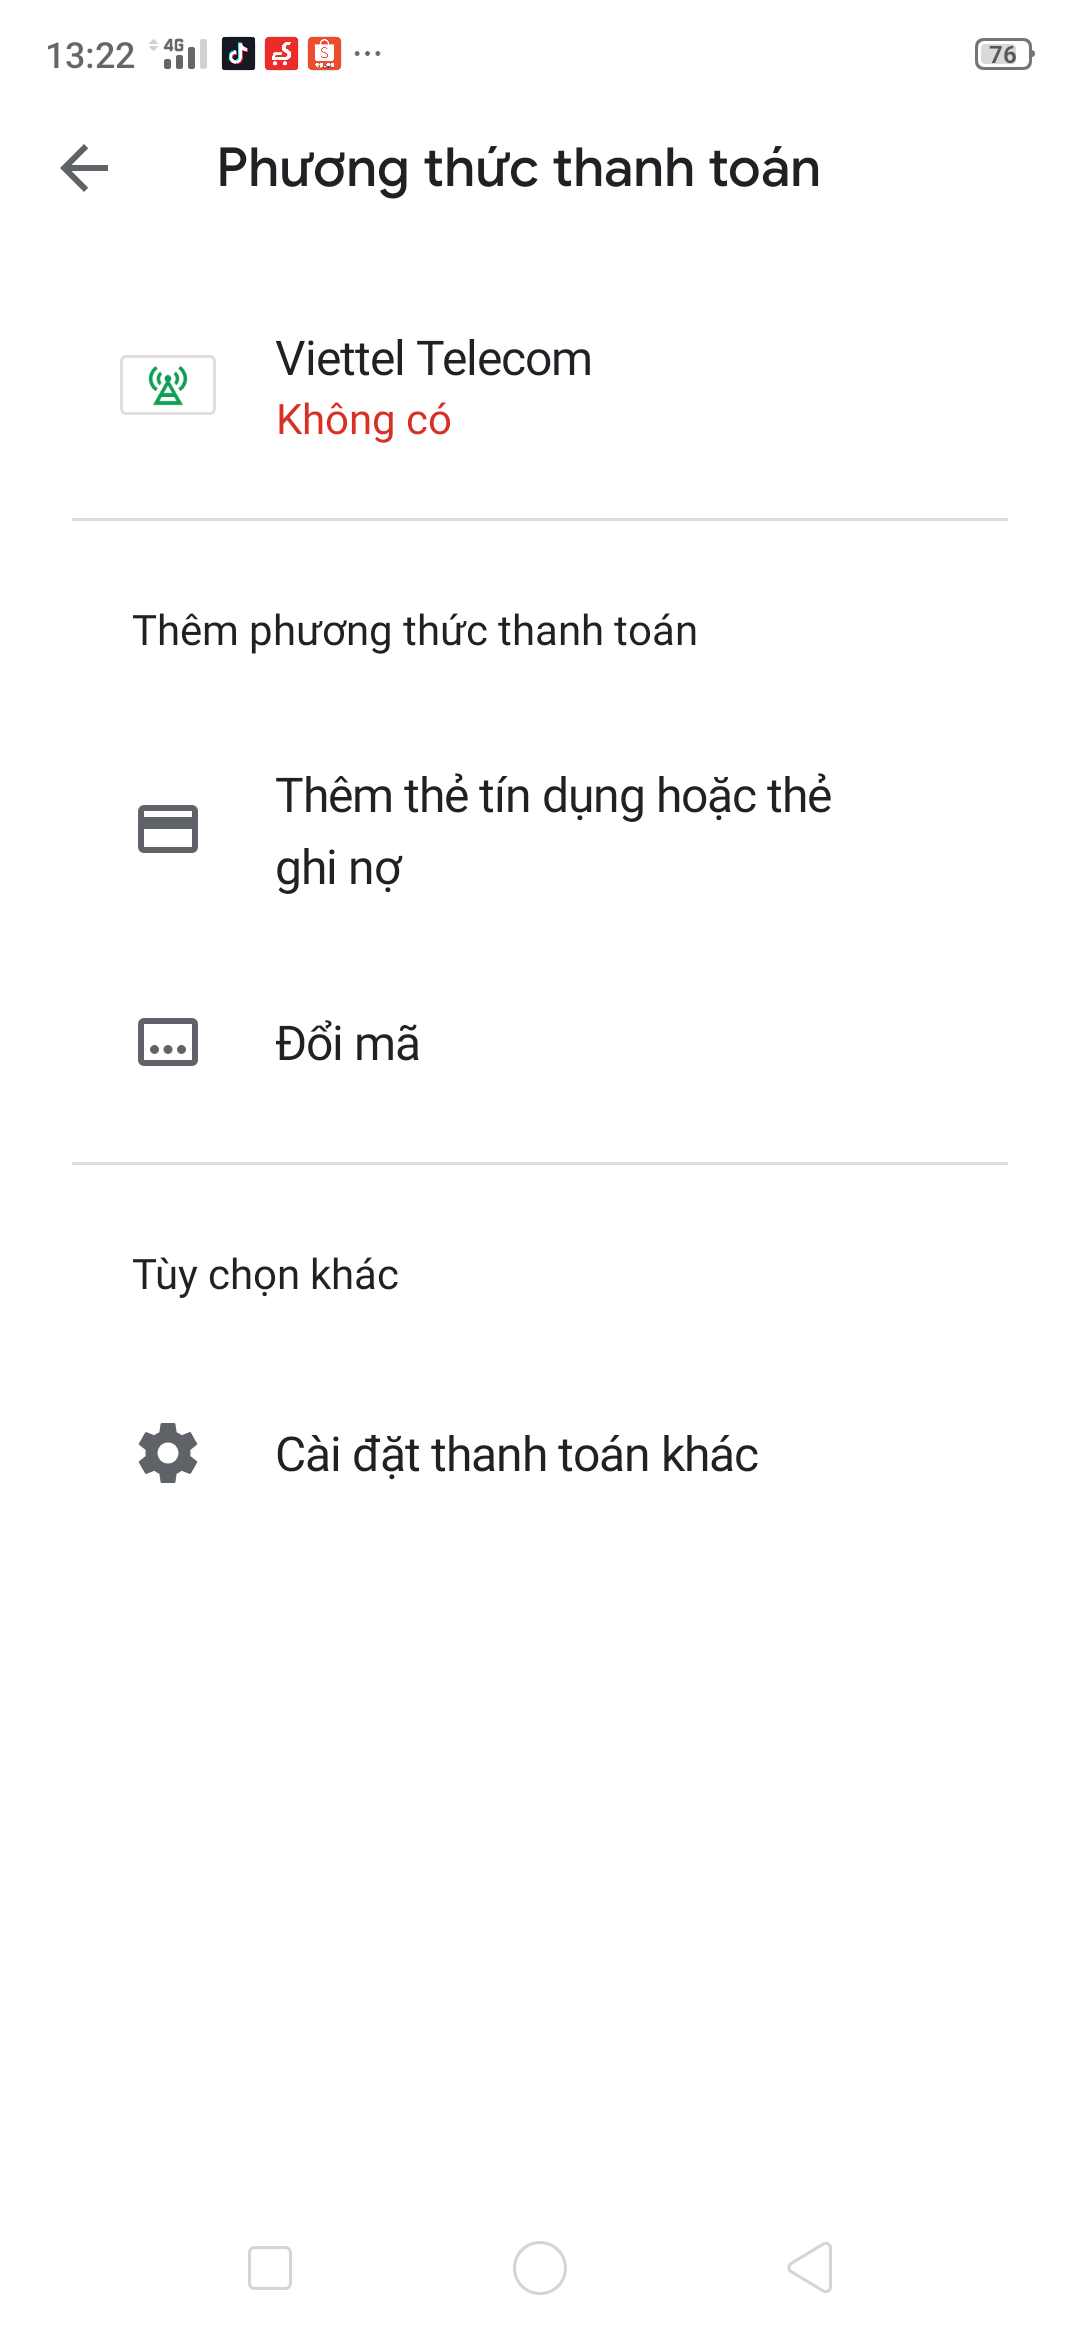 13:22 4G 76
Phương thức thanh toán
Viettel Telecom
Không có
Thêm phương thức thanh toán
Thêm thẻ tín dụng hoặc thẻ
ghi nợ
Đổi mã
Tùy chọn khác
Cài đặt thanh toán khác